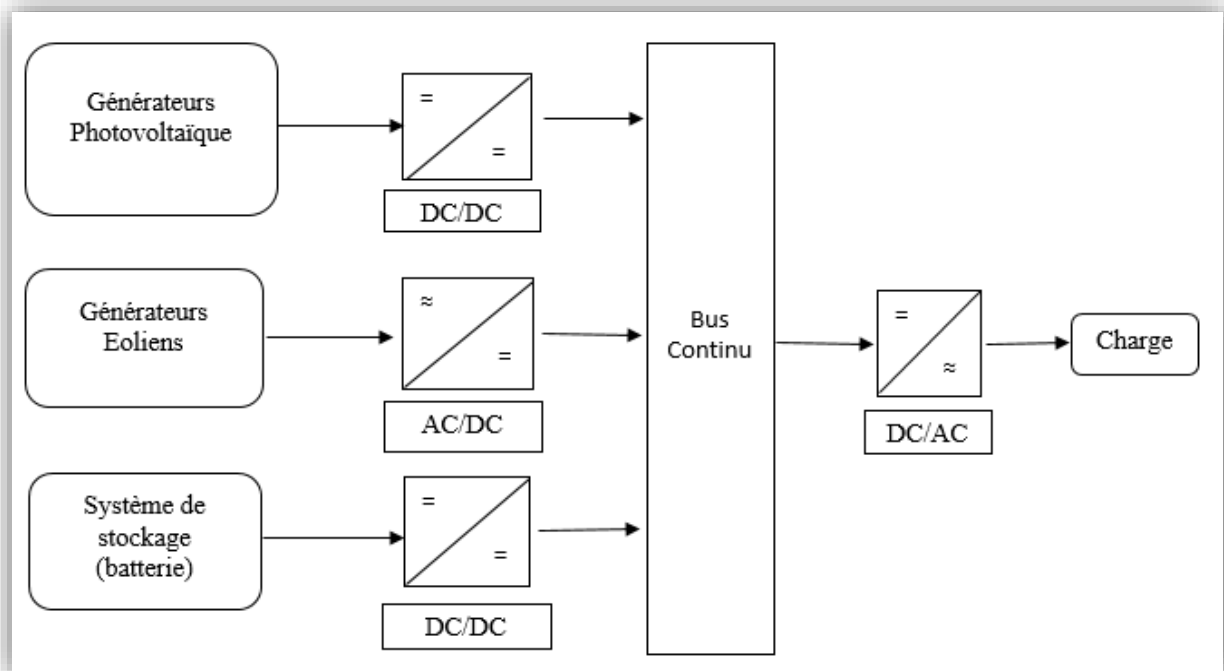 Générateurs
Photovoltaïque
=
=
DC/DC
Générateurs
Eoliens
≈
=
AC/DC
Système de
stockage
(batterie)
=
=
DC/DC
Bus
Continu
=
≈
DC/AC
Charge